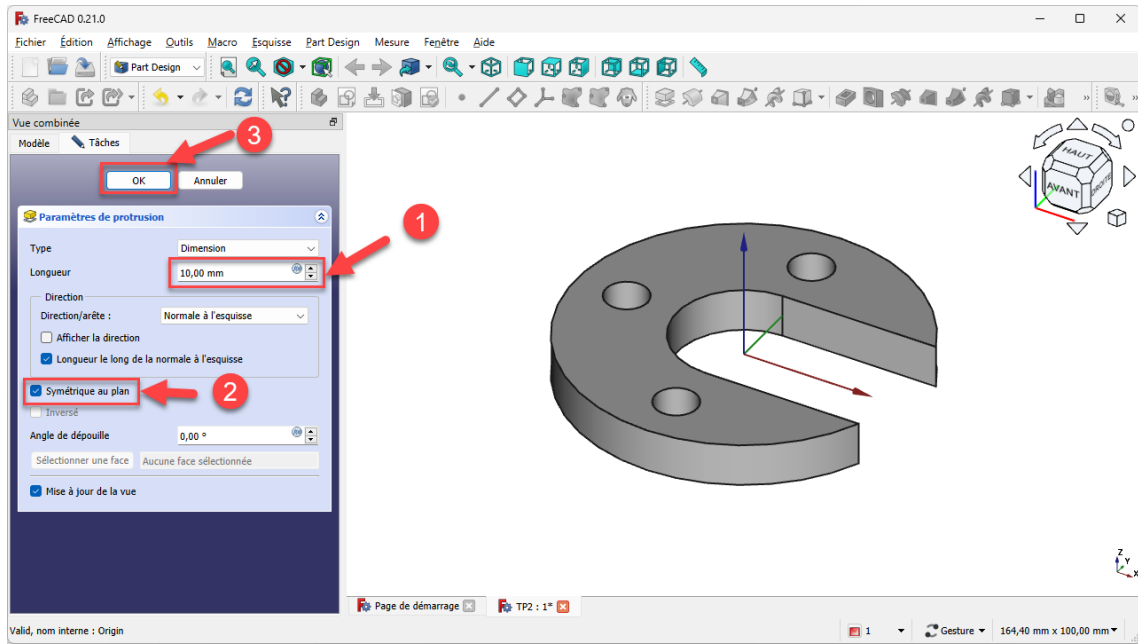 FreeCAD 0.21.0
Fichier Édition Affichage Outils Macro Esquisse Part Design Mesure Fenêtre Aide
Part Design
Vue combinée
Modèle Tâches
3
OK Annuler
Paramètres de protrusion
1
Type Dimension
Longueur 10,00 mm
Direction
Direction/arête : Normale à l'esquisse
Afficher la direction
Longueur le long de la normale à l'esquisse
Symétrique au plan
2
Inversé
Angle de dépouille 0,00 °
Sélectionner une face Aucune face sélectionnée
Mise à jour de la vue
HAUT
AVANT
DROITE
Z
Y
X
Page de démarrage TP2 : 1*
Valid, nom interne : Origin
1 Gesture 164,40 mm x 100,00 mm